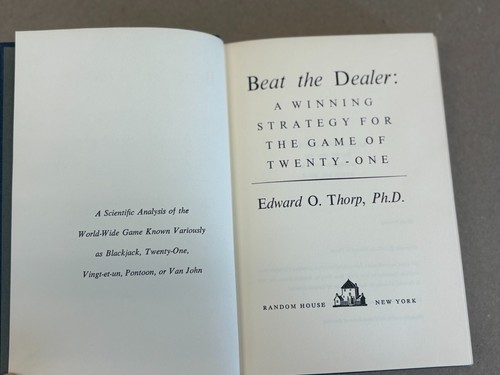 A Scientific Analysis of the
World-Wide Game Known Variously
as Blackjack, Twenty-One,
Vingt-et-un, Pontoon, or Van John
Beat the Dealer:
A WINNING
STRATEGY FOR
THE GAME OF
TWENTY-ONE
Edward O. Thorp, Ph.D.
RANDOM HOUSE NEW YORK